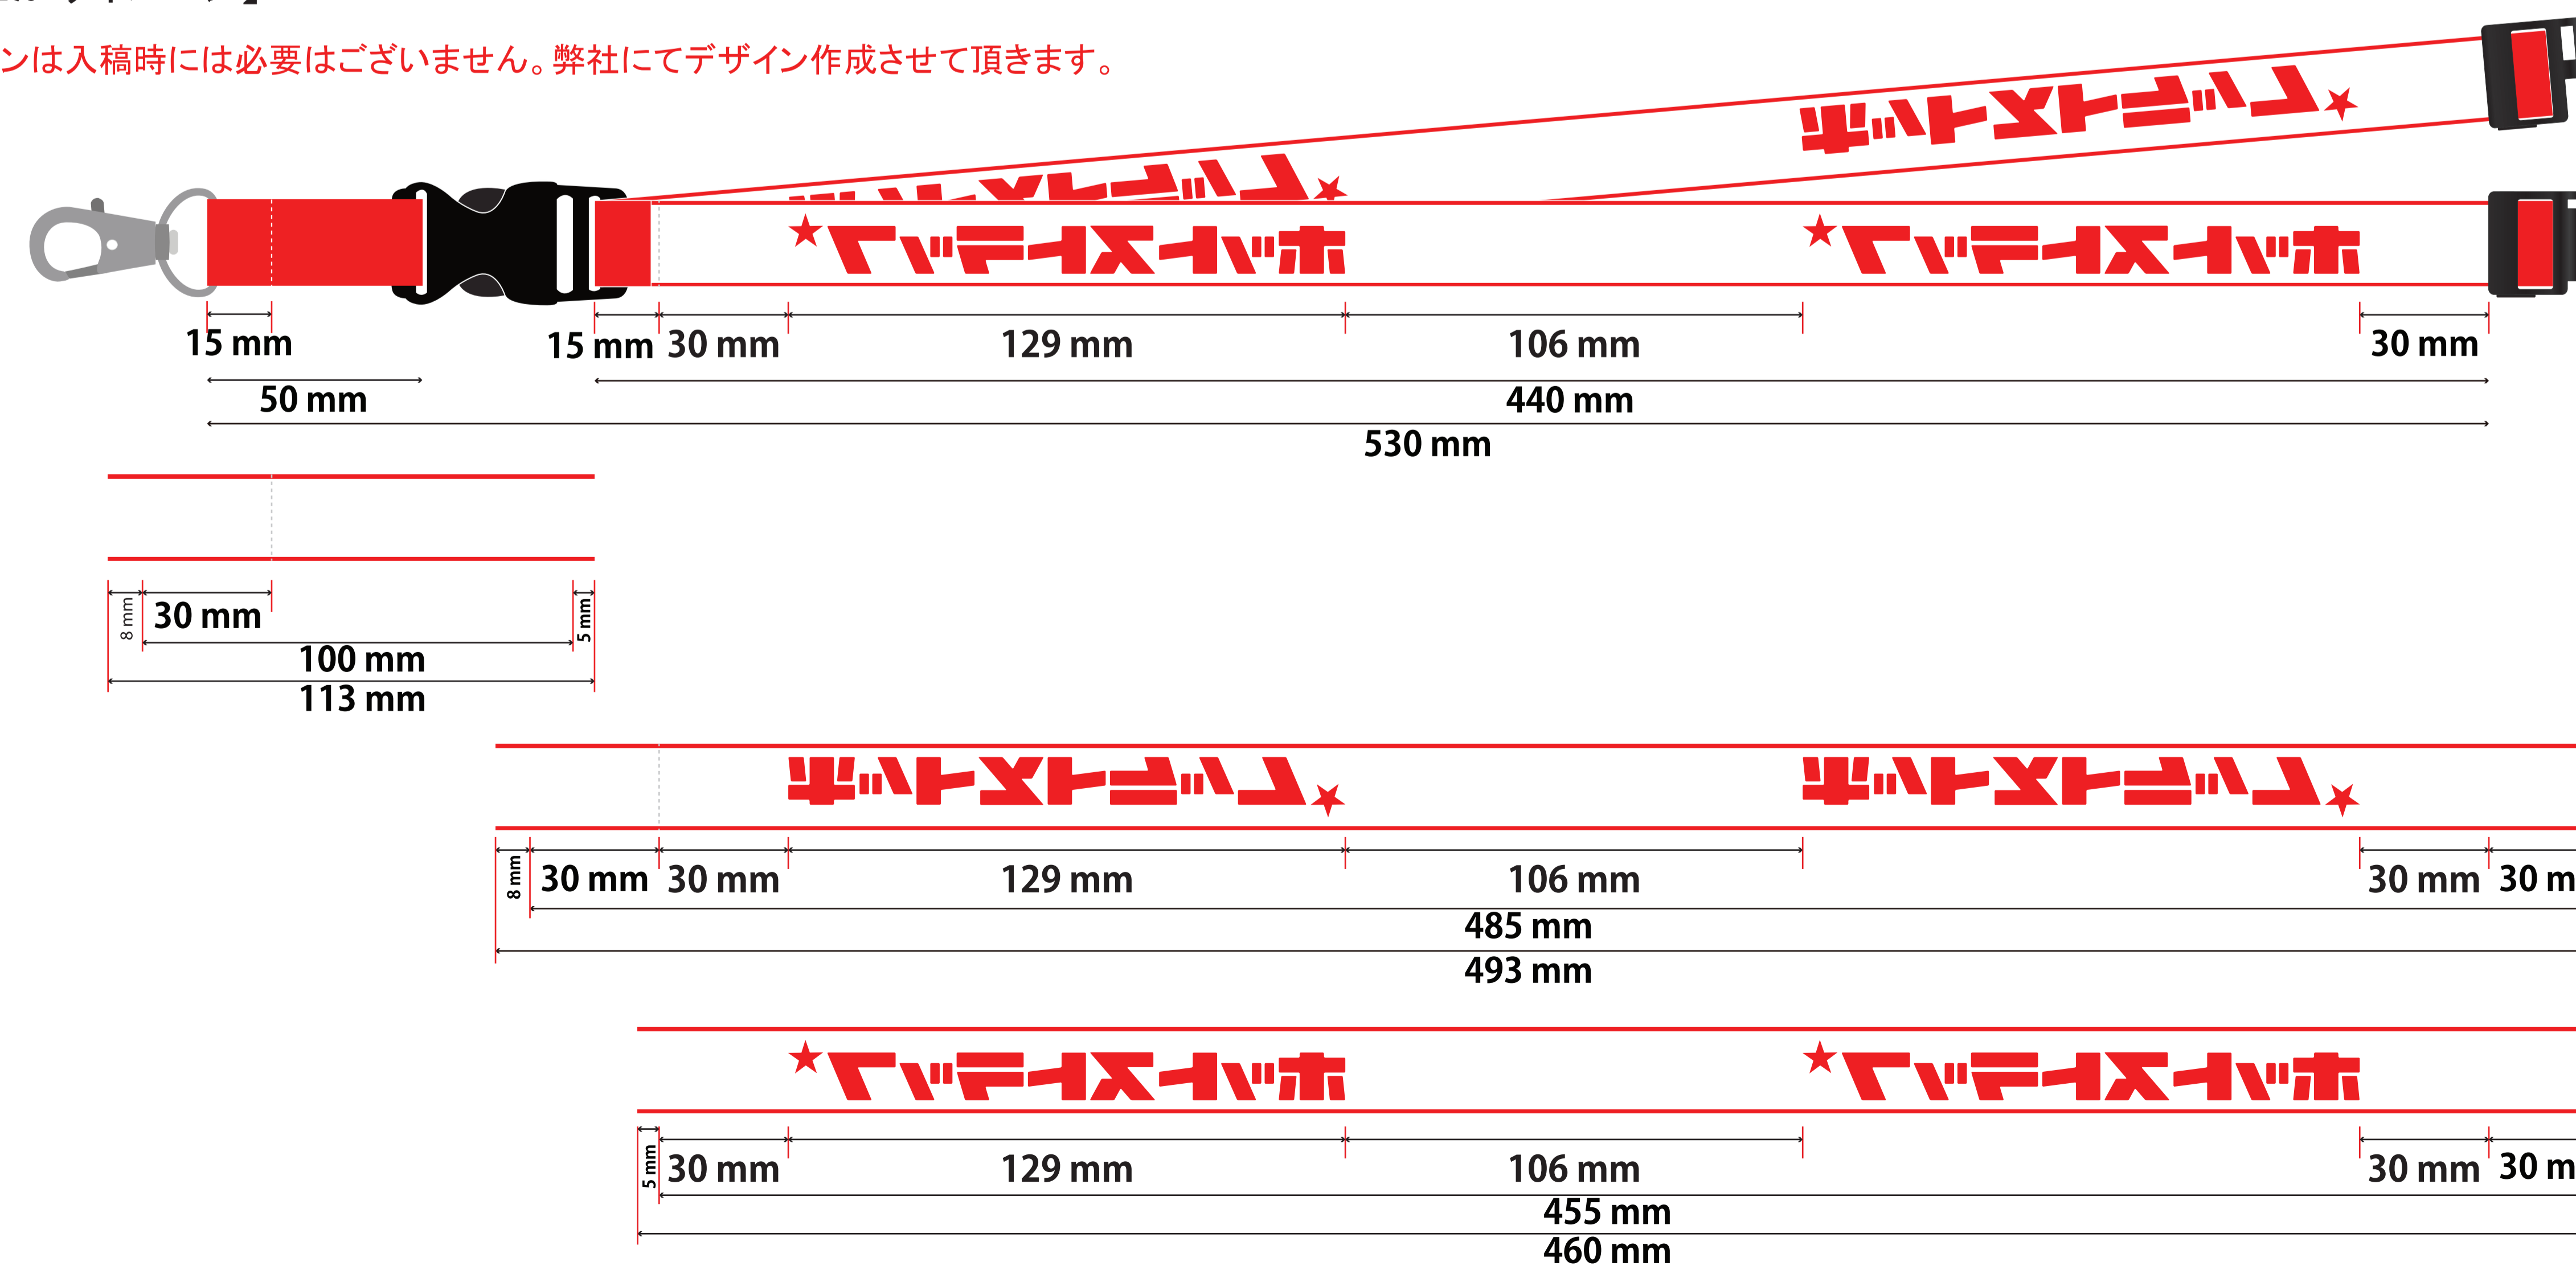 ンは入稿時には必要はございません。弊社にてデザイン作成させて頂きます。
15 mm
15 mm 30 mm 129 mm 106 mm 30 mm
50 mm 440 mm
530 mm
8 mm 30 mm 5 mm
100 mm
113 mm
8 mm 30 mm 30 mm 129 mm 106 mm 30 mm 30 m
485 mm
493 mm
5 mm 30 mm 129 mm 106 mm 30 mm 30 m
455 mm
460 mm